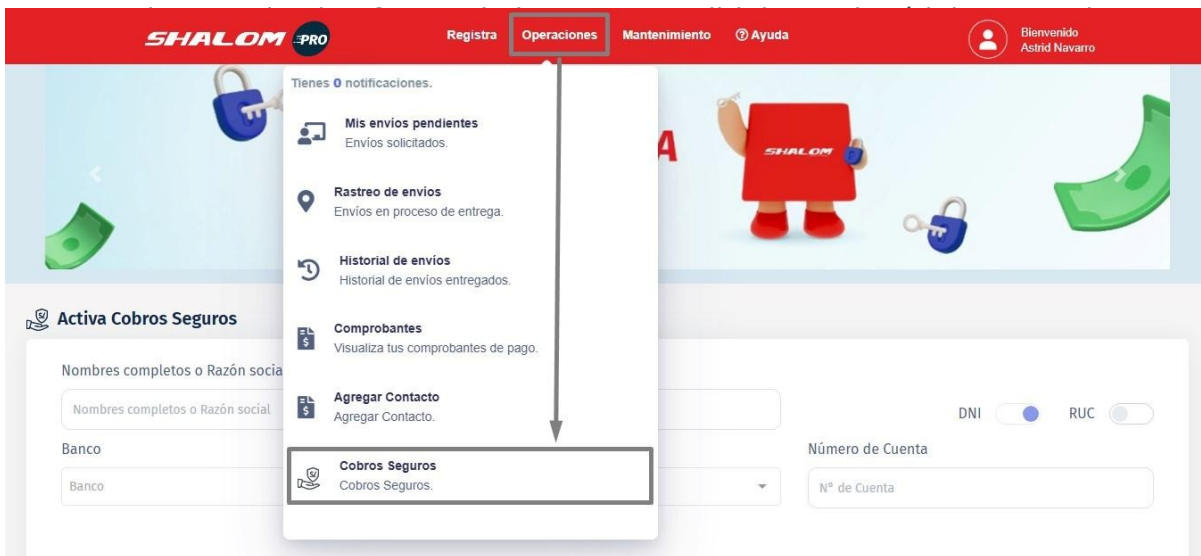 SHALOM PRO
Registra
Operaciones
Mantenimiento
Ayuda
Bienvenido
Astrid Navarro
Tienes 0 notificaciones.
Mis envíos pendientes
Envíos solicitados.
Rastreo de envíos
Envíos en proceso de entrega.
Historial de envíos
Historial de envíos entregados.
Comprobantes
Visualiza tus comprobantes de pago.
Agregar Contacto
Agregar Contacto.
Cobros Seguros
Cobros Seguros.
A
SHALOM
Activa Cobros Seguros
Nombres completos o Razón socia
Nombres completos o Razón social
DNI
RUC
Banco
Banco
Número de Cuenta
N° de Cuenta